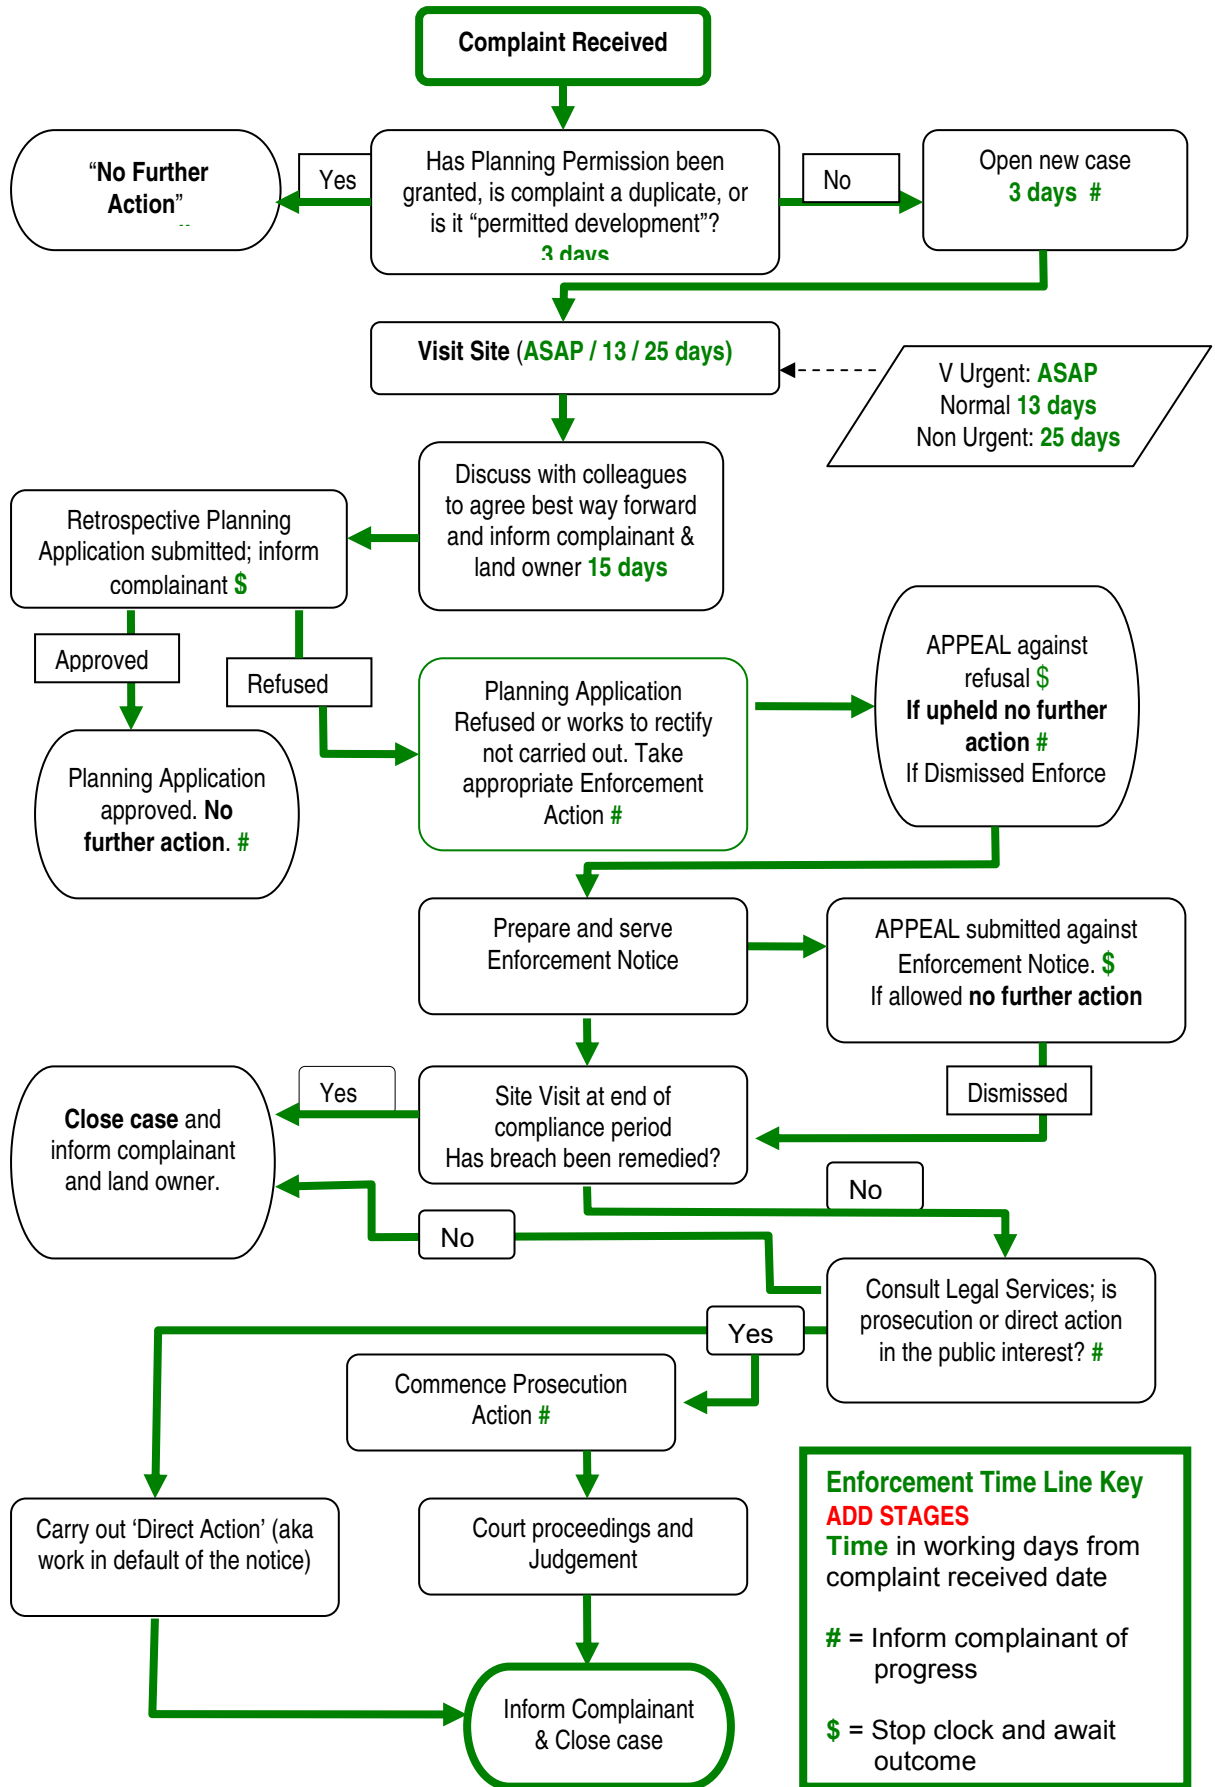 Complaint Received
“No Further
Action”
Yes
Has Planning Permission been
granted, is complaint a duplicate, or
is it “permitted development”?
3 days
No
Open new case
3 days #
Visit Site (ASAP / 13 / 25 days)
V Urgent: ASAP
Normal 13 days
Non Urgent: 25 days
Discuss with colleagues
to agree best way forward
and inform complainant &
land owner 15 days
Retrospective Planning
Application submitted; inform
complainant $
Approved
Refused
Planning Application
approved. No
further action. #
Planning Application
Refused or works to rectify
not carried out. Take
appropriate Enforcement
Action #
APPEAL against
refusal $
If upheld no further
action #
If Dismissed Enforce
Prepare and serve
Enforcement Notice
APPEAL submitted against
Enforcement Notice. $
If allowed no further action
Dismissed
Yes
Site Visit at end of
compliance period
Has breach been remedied?
Close case and
inform complainant
and land owner.
No
No
Consult Legal Services; is
prosecution or direct action
in the public interest? #
Yes
Commence Prosecution
Action #
Carry out ‘Direct Action’ (aka
work in default of the notice)
Court proceedings and
Judgement
Inform Complainant
& Close case
Enforcement Time Line Key
ADD STAGES
Time in working days from
complaint received date
# = Inform complainant of
progress
$ = Stop clock and await
outcome